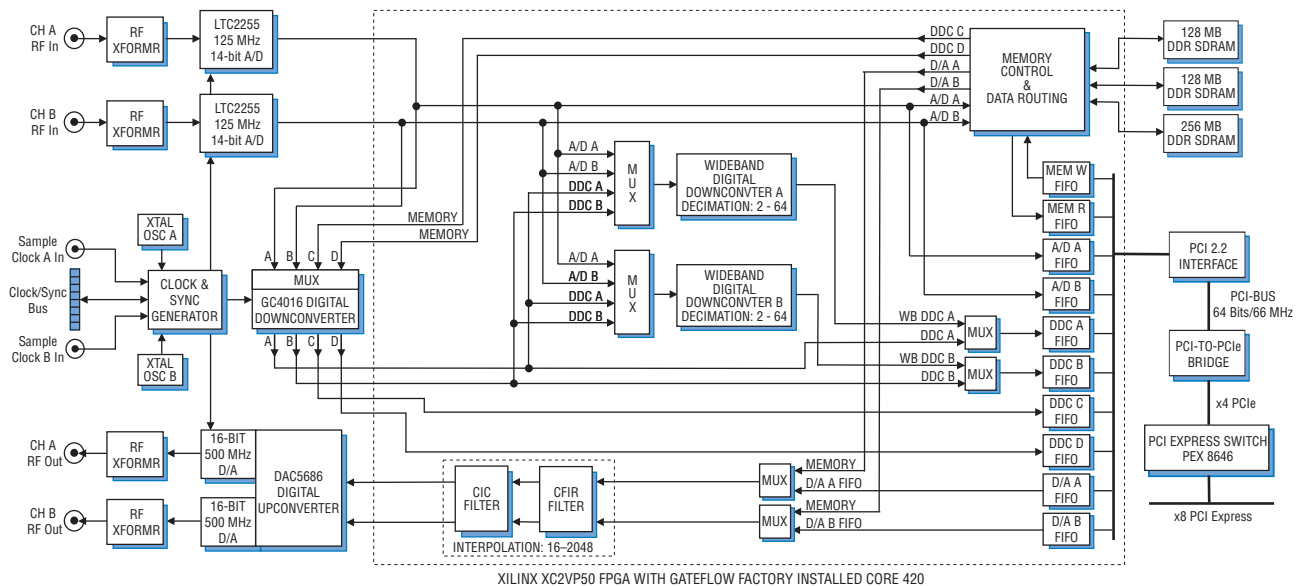 CH A
RF In
RF
XFORMR
LTC2255
125 MHz
14-bit A/D
CH B
RF In
RF
XFORMR
LTC2255
125 MHz
14-bit A/D
XTAL
OSC A
Sample
Clock A In
Clock/Sync
Bus
Sample
Clock B In
CLOCK &
SYNC
GENERATOR
XTAL
OSC B
A
B
C
D
MUX
GC4016 DIGITAL
DOWNCONVERTER
A
B
C
D
MEMORY
MEMORY
CH A
RF Out
RF
XFORMR
16-BIT
500 MHz
D/A
CH B
RF Out
RF
XFORMR
16-BIT
500 MHz
D/A
DAC5686
DIGITAL
UPCONVERTER
A/D A
A/D B
DDC A
DDC B
M
U
X
WIDEBAND
DIGITAL
DOWNCONVTER A
DECIMATION: 2 - 64
A/D A
A/D B
DDC A
DDC B
M
U
X
WIDEBAND
DIGITAL
DOWNCONVTER B
DECIMATION: 2 - 64
DDC C
DDC D
D/A A
D/A B
A/D A
A/D B
MEMORY
CONTROL
&
DATA ROUTING
128 MB
DDR SDRAM
128 MB
DDR SDRAM
256 MB
DDR SDRAM
WB DDC A
DDC A
MUX
WB DDC B
DDC B
MUX
MEM W
FIFO
MEM R
FIFO
A/D A
FIFO
A/D B
FIFO
DDC A
FIFO
DDC B
FIFO
DDC C
FIFO
DDC D
FIFO
D/A A
FIFO
D/A B
FIFO
CIC
FILTER
CFIR
FILTER
INTERPOLATION: 16–2048
MUX
MEMORY
D/A A FIFO
MUX
MEMORY
D/A B FIFO
PCI 2.2
INTERFACE
PCI-BUS
64 Bits/66 MHz
PCI-TO-PCIe
BRIDGE
x4 PCIe
PCI EXPRESS SWITCH
PEX 8646
x8 PCI Express
XILINX XC2VP50 FPGA WITH GATEFLOW FACTORY INSTALLED CORE 420